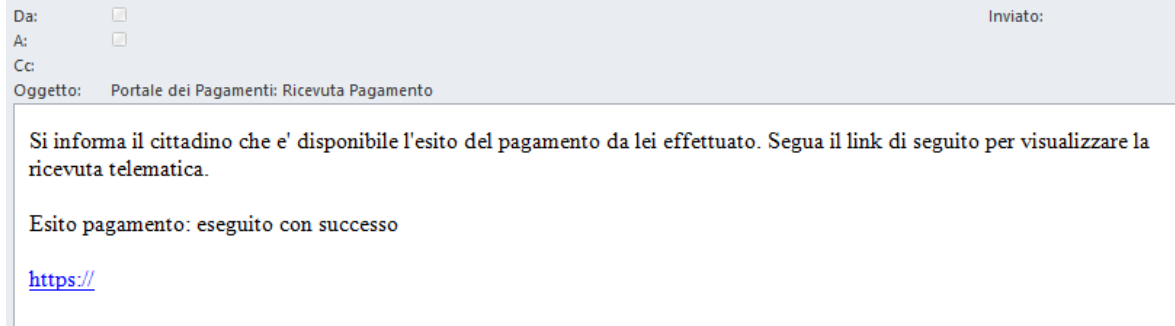 Da:
Inviato:
A:
Cc:
Oggetto: Portale dei Pagamenti: Ricevuta Pagamento
Si informa il cittadino che e' disponibile l'esito del pagamento da lei effettuato. Segua il link di seguito per visualizzare la
ricevuta telematica.
Esito pagamento: eseguito con successo
https://